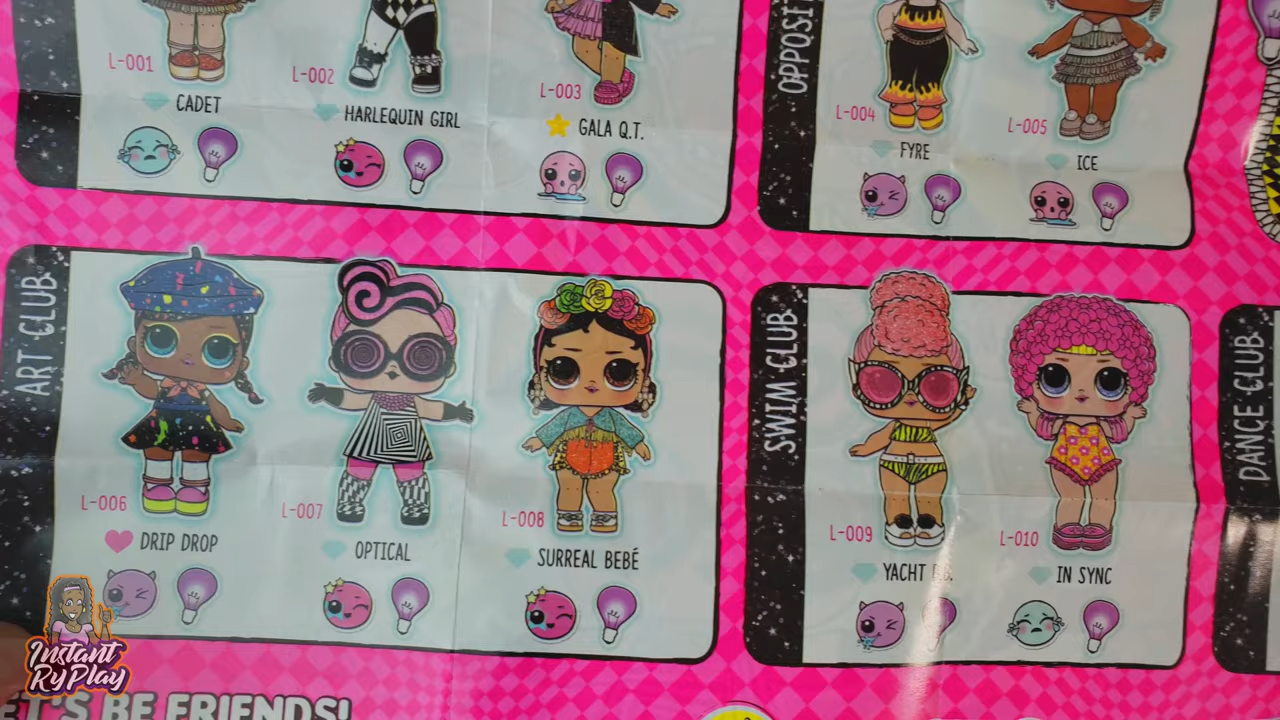 L-001
CADET
L-002
HARLEQUIN GIRL
L-003
GALA Q.T.
OPPOSIT
L-004
FYRE
L-005
ICE
ART CLUB
L-006
DRIP DROP
L-007
OPTICAL
L-008
SURREAL BEBÉ
SWIM CLUB
L-009
YACHT
L-010
IN SYNC
DANCE CLUB
Instant
RyPlay
ET'S BE FRIENDS!